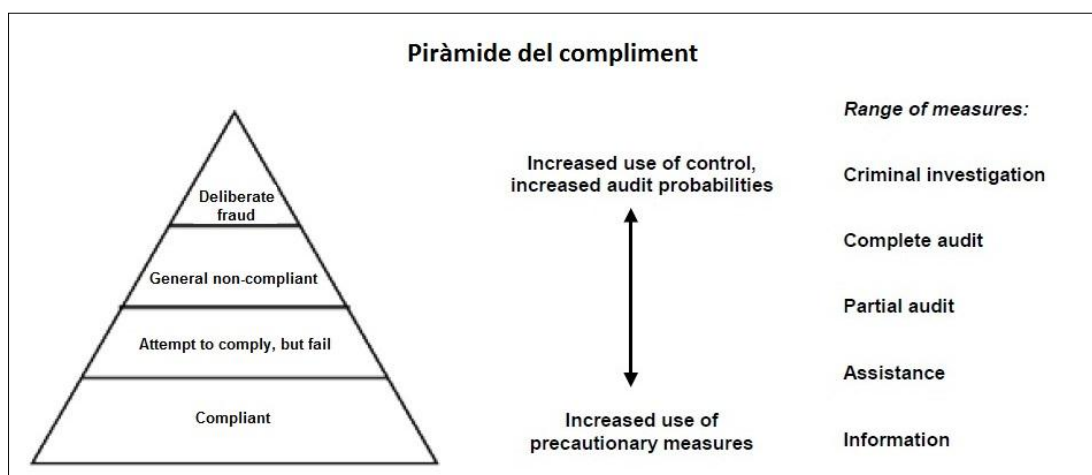 Piràmide del compliment
Deliberate
fraud
General non-compliant
Attempt to comply, but fail
Compliant
Increased use of control,
increased audit probabilities
Increased use of
precautionary measures
Range of measures:
Criminal investigation
Complete audit
Partial audit
Assistance
Information